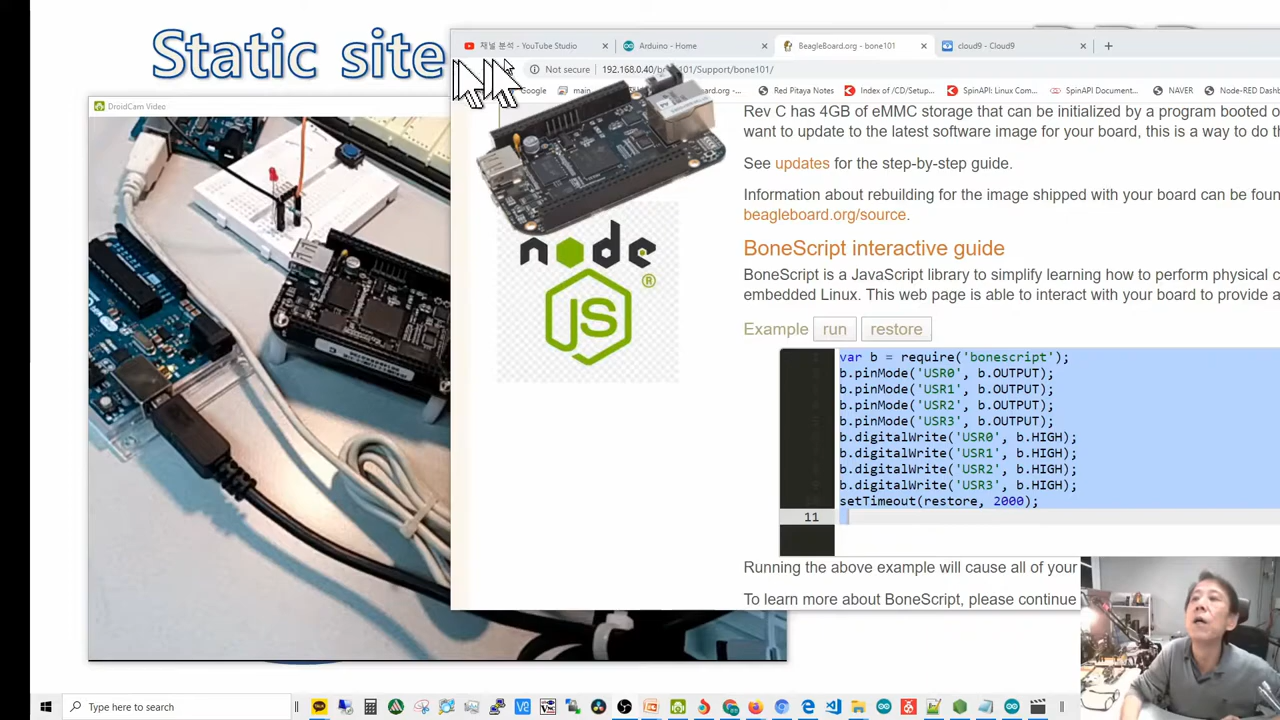 Static site
DroidCam Video
채널 분석 - YouTube Studio
Arduino - Home
BeagleBoard.org - bone101
cloud9 - Cloud9
Not secure
192.168.0.40/bone101/Support/bone101/
Google
main
Red Pitaya Notes
Index of /CD/Setup...
SpinAPI: Linux Com...
SpinAPI Document...
NAVER
Node-RED Dashb
Rev C has 4GB of eMMC storage that can be initialized by a program booted o
want to update to the latest software image for your board, this is a way to do t
See updates for the step-by-step guide.
Information about rebuilding for the image shipped with your board can be foun
beagleboard.org/source.
node
JS
®
BoneScript interactive guide
BoneScript is a JavaScript library to simplify learning how to perform physical c
embedded Linux. This web page is able to interact with your board to provide a
Example run restore
var b = require('bonescript');
b.pinMode('USR0', b.OUTPUT);
b.pinMode('USR1', b.OUTPUT);
b.pinMode('USR2', b.OUTPUT);
b.pinMode('USR3', b.OUTPUT);
b.digitalWrite('USR0', b.HIGH);
b.digitalWrite('USR1', b.HIGH);
b.digitalWrite('USR2', b.HIGH);
b.digitalWrite('USR3', b.HIGH);
setTimeout(restore, 2000);
11
Running the above example will cause all of your
To learn more about BoneScript, please continue
Type here to search